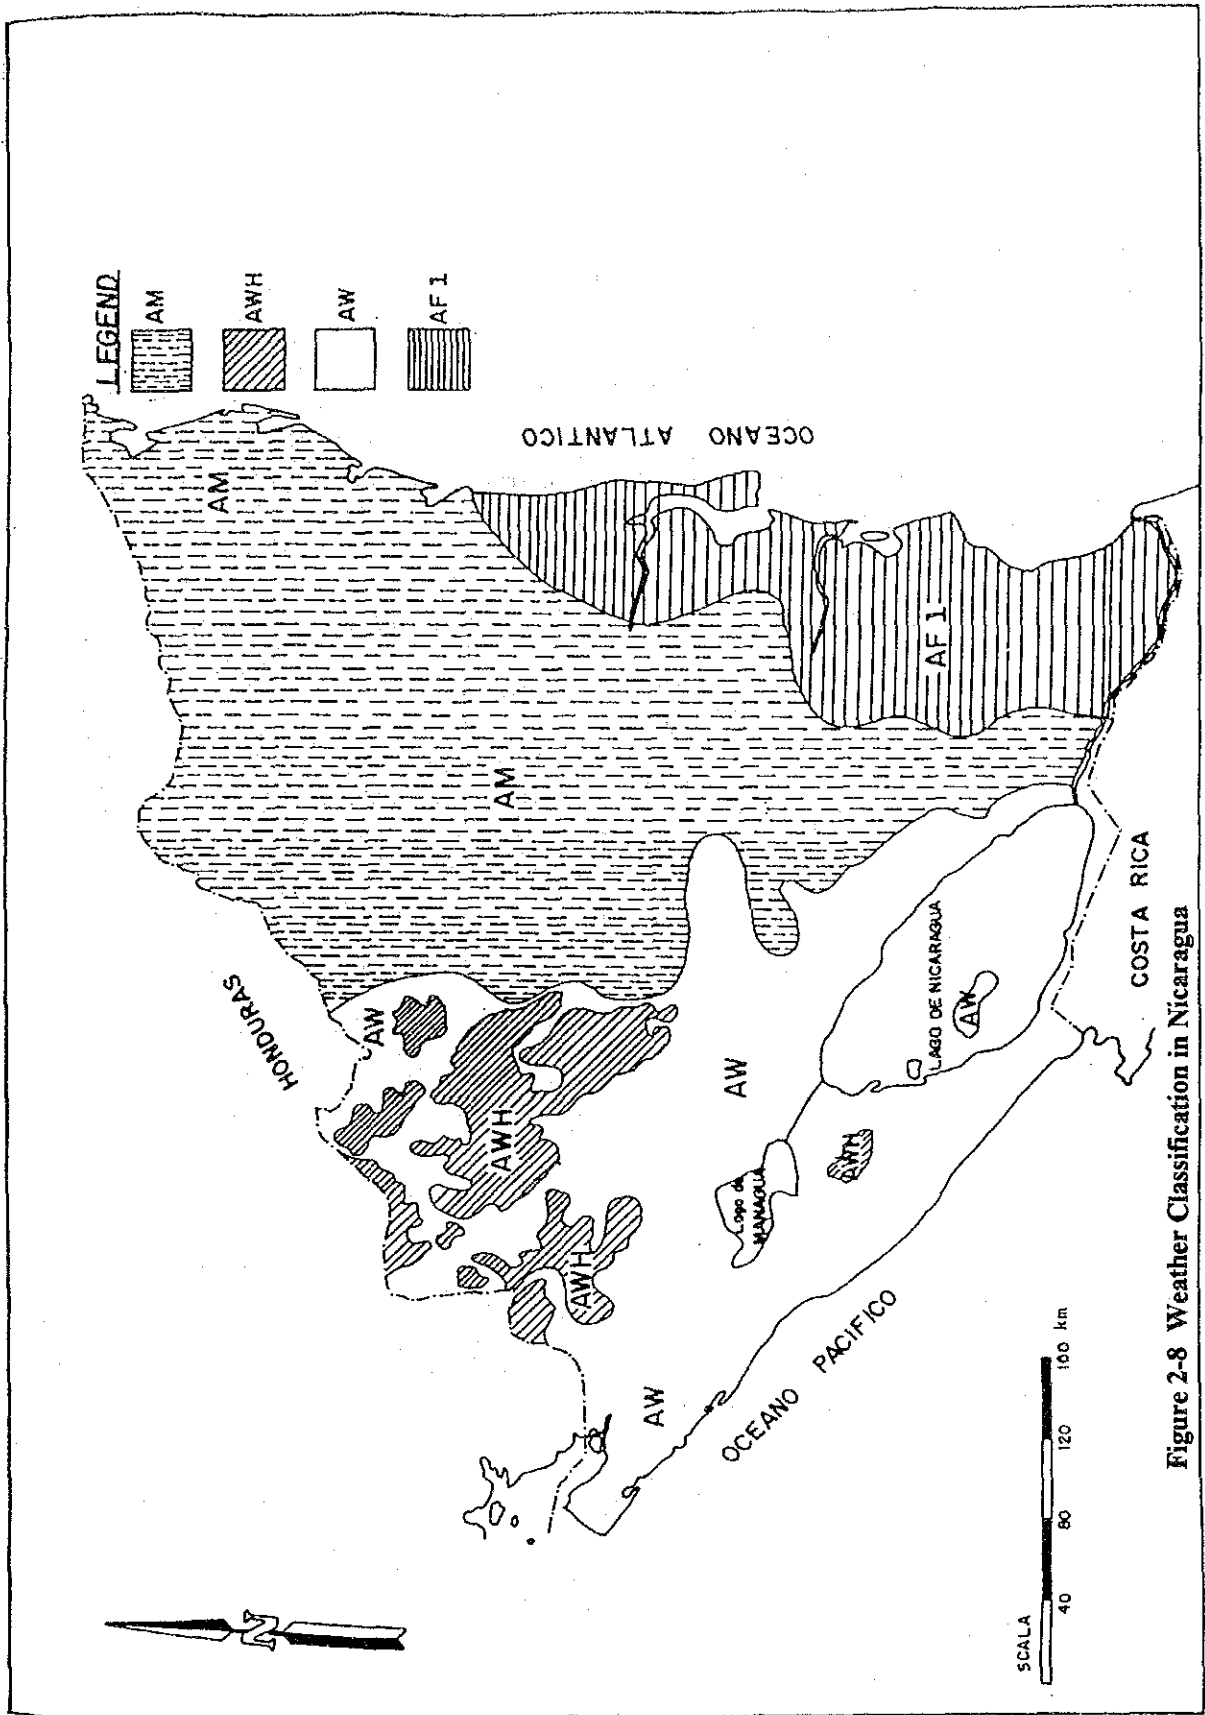 LEGEND
AM
AWH
AW
AF 1
HONDURAS
AM
AM
AW
AWH
AWH
AW
AW
AF 1
OCEANO ATLANTICO
Lago de
MANAGUA
AWH
LAGO DE NICARAGUA
AW
OCEANO PACIFICO
COSTA RICA
N
SCALA
40 80 120 160 km
Figure 2-8 Weather Classification in Nicaragua